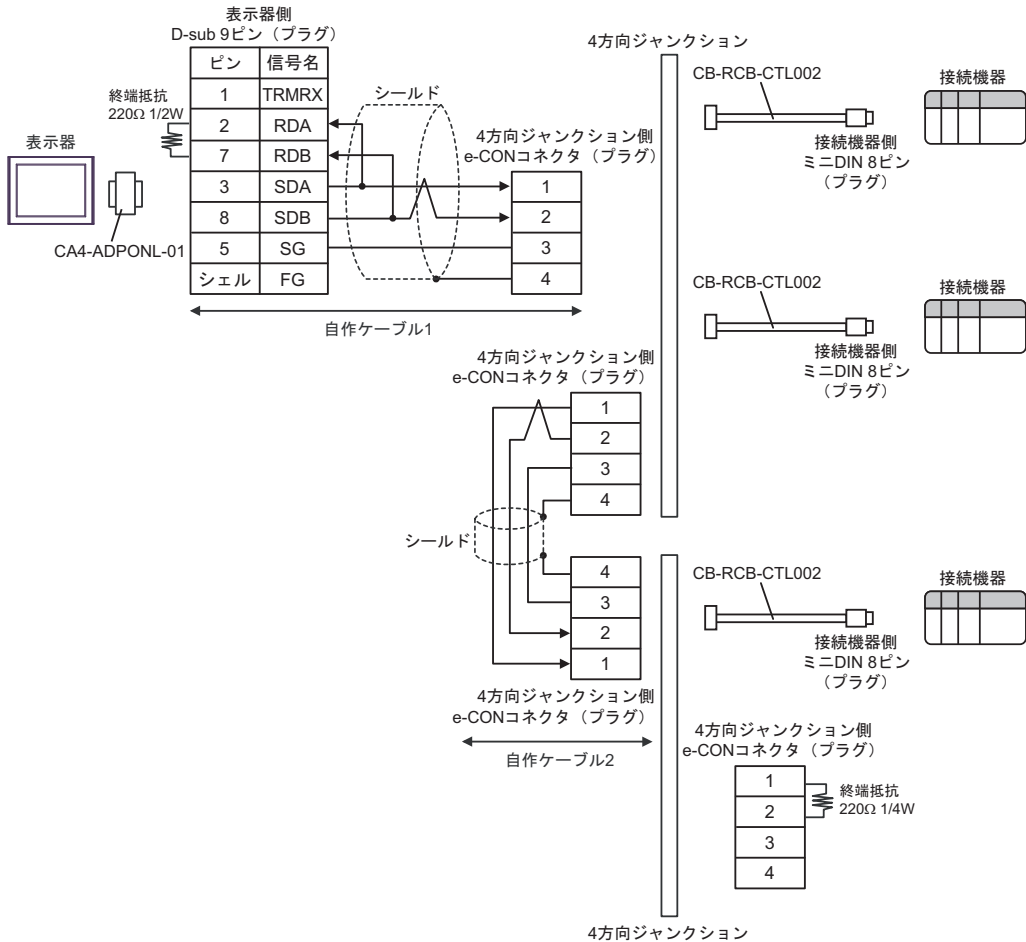 表示器側
D-sub 9ピン（プラグ）
ピン 信号名
1 TRMRX
2 RDA
7 RDB
3 SDA
8 SDB
5 SG
シェル FG
終端抵抗
220Ω 1/2W
表示器
CA4-ADPONL-01
シールド
4方向ジャンクション側
e-CONコネクタ（プラグ）
1
2
3
4
自作ケーブル1
4方向ジャンクション
CB-RCB-CTL002
接続機器側
ミニDIN 8ピン
（プラグ）
接続機器
CB-RCB-CTL002
接続機器側
ミニDIN 8ピン
（プラグ）
接続機器
4方向ジャンクション側
e-CONコネクタ（プラグ）
1
2
3
4
シールド
4
3
2
1
4方向ジャンクション側
e-CONコネクタ（プラグ）
自作ケーブル2
CB-RCB-CTL002
接続機器側
ミニDIN 8ピン
（プラグ）
接続機器
4方向ジャンクション側
e-CONコネクタ（プラグ）
1
2
3
4
終端抵抗
220Ω 1/4W
4方向ジャンクション